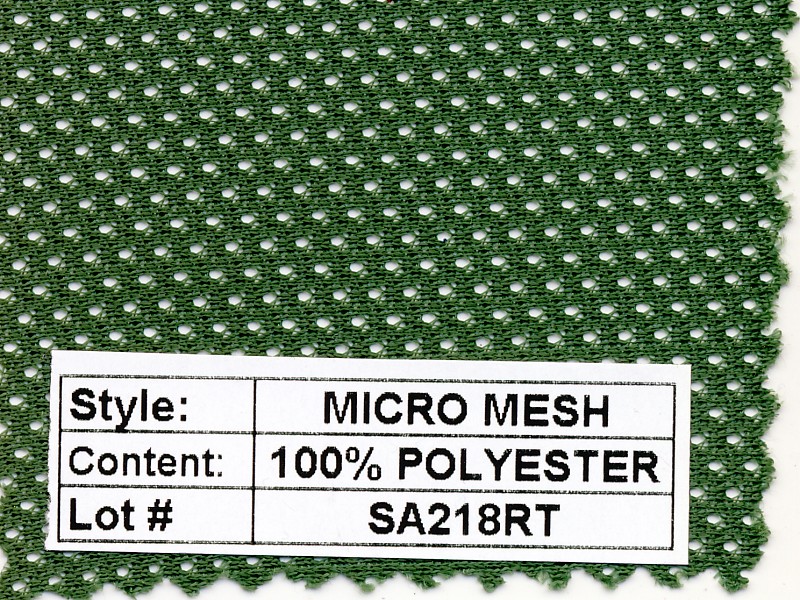 Style: MICRO MESH
Content: 100% POLYESTER
Lot # SA218RT